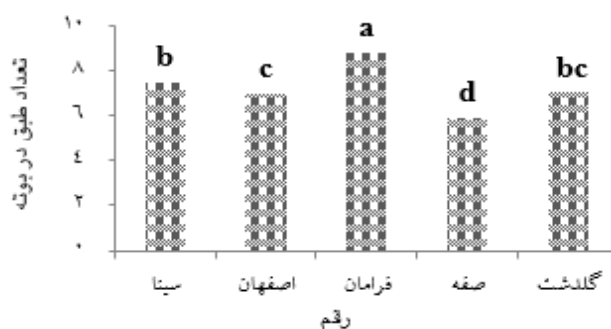 تعداد طبق در بوته
۱۰
۸
۶
۴
۲
۰
b
c
a
d
bc
سینا
اصفهان
فرامان
صفه
گلدشت
رقم